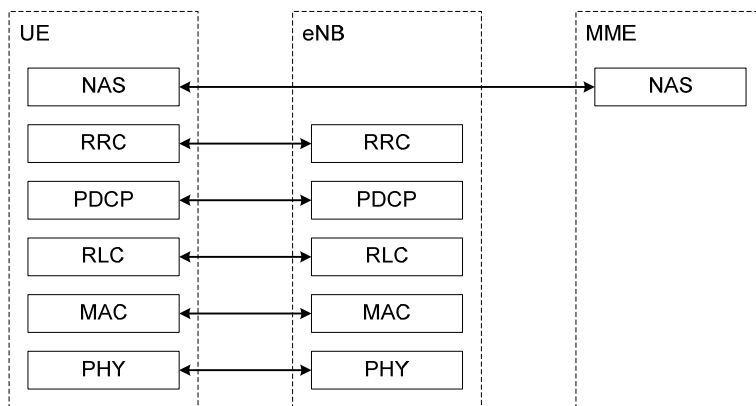 UE eNB MME
NAS NAS
RRC RRC
PDCP PDCP
RLC RLC
MAC MAC
PHY PHY